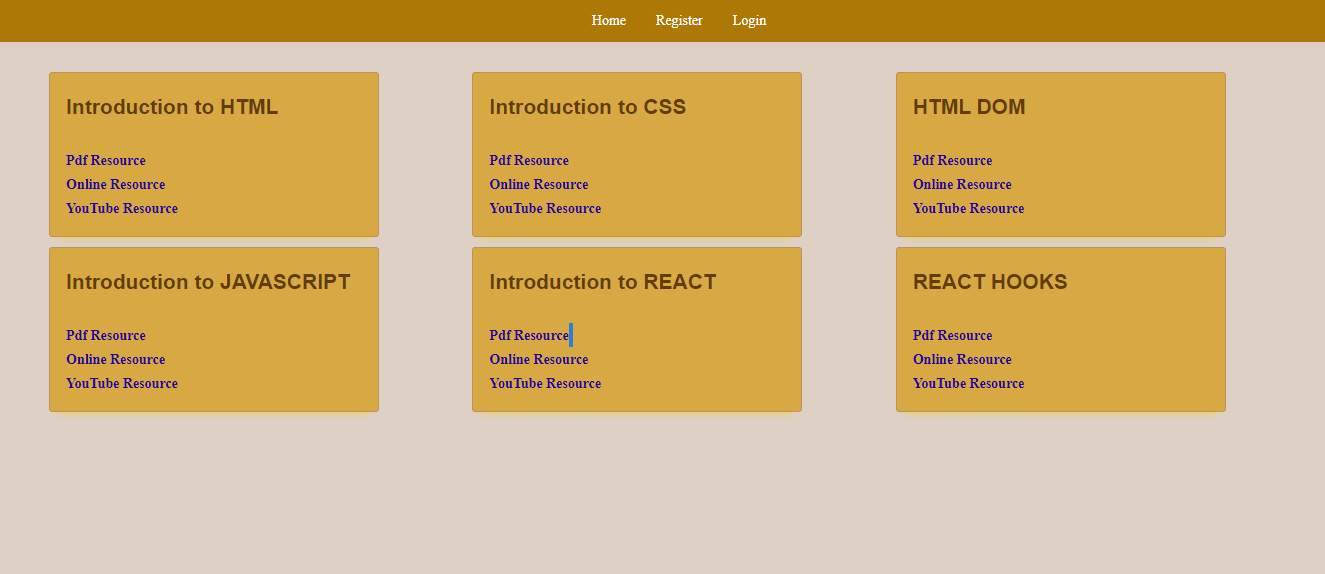 Home Register Login
Introduction to HTML
Pdf Resource
Online Resource
YouTube Resource
Introduction to CSS
Pdf Resource
Online Resource
YouTube Resource
HTML DOM
Pdf Resource
Online Resource
YouTube Resource
Introduction to JAVASCRIPT
Pdf Resource
Online Resource
YouTube Resource
Introduction to REACT
Pdf Resource
Online Resource
YouTube Resource
REACT HOOKS
Pdf Resource
Online Resource
YouTube Resource